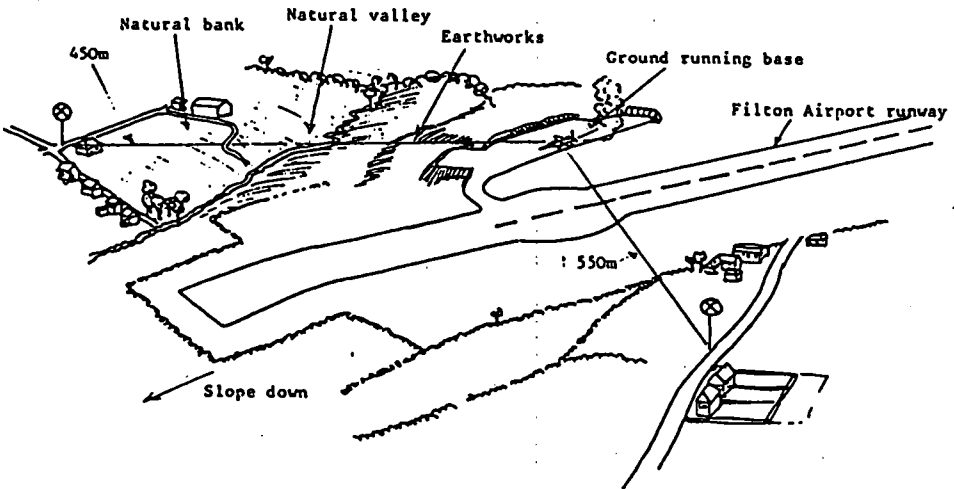 Natural bank
Natural valley
450m
Earthworks
Ground running base
Filton Airport runway
: 550m
Slope down